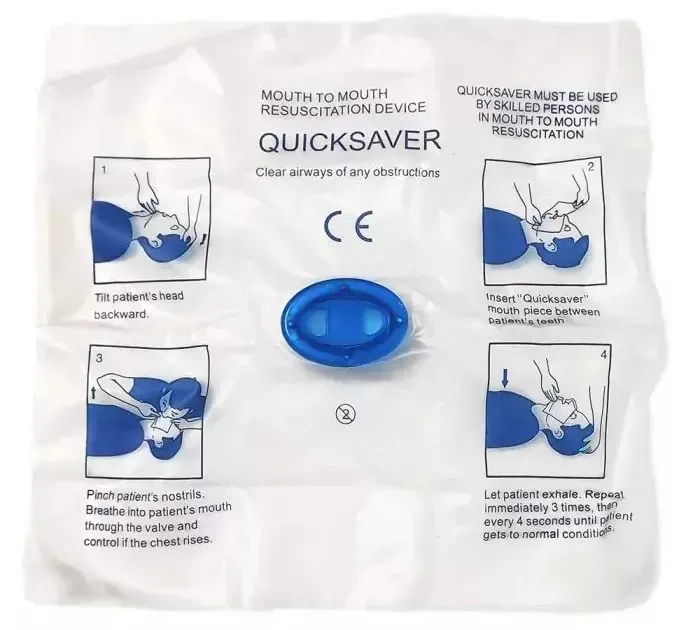 MOUTH TO MOUTH
RESUSCITATION DEVICE
QUICKSAVER
Clear airways of any obstructions
QUICKSAVER MUST BE USED
BY SKILLED PERSONS
IN MOUTH TO MOUTH
RESUSCITATION
CE
1
Tilt patient's head
backward.
2
Insert "Quicksaver"
mouth piece between
patient's teeth
3
Pinch patient's nostrils.
Breathe into patient's mouth
through the valve and
control if the chest rises.
4
Let patient exhale. Repeat
immediately 3 times, then
every 4 seconds until patient
gets to normal conditions.
2